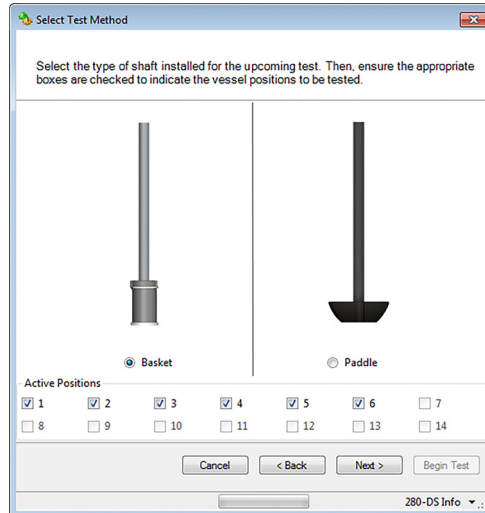 Select Test Method
Select the type of shaft installed for the upcoming test. Then, ensure the appropriate
boxes are checked to indicate the vessel positions to be tested.
Basket Paddle
Active Positions
1 2 3 4 5 6 7
8 9 10 11 12 13 14
Cancel < Back Next > Begin Test
280-DS Info